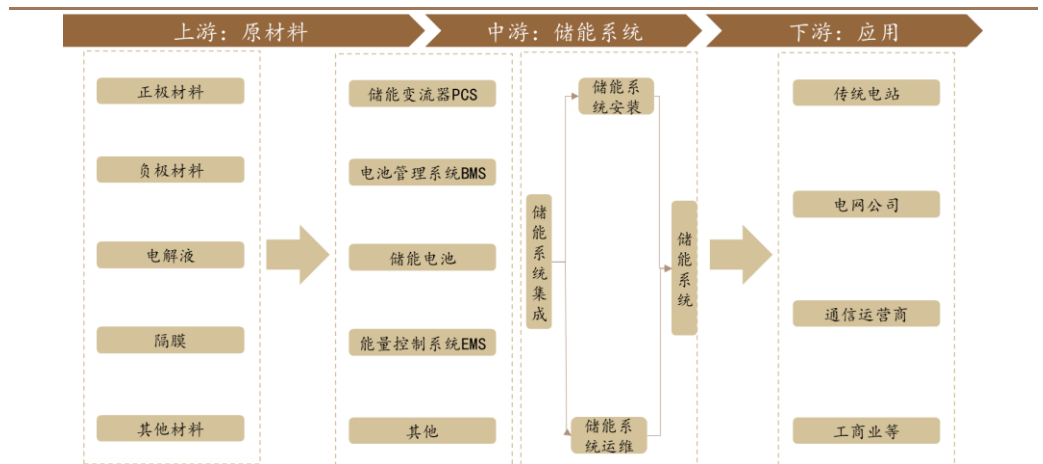 上游：原材料
中游：储能系统
下游：应用
正极材料
负极材料
电解液
隔膜
其他材料
储能变流器PCS
电池管理系统BMS
储能电池
能量控制系统EMS
其他
储能系统集成
储能系
统安装
储能系
统运维
储能系统
传统电站
电网公司
通信运营商
工商业等